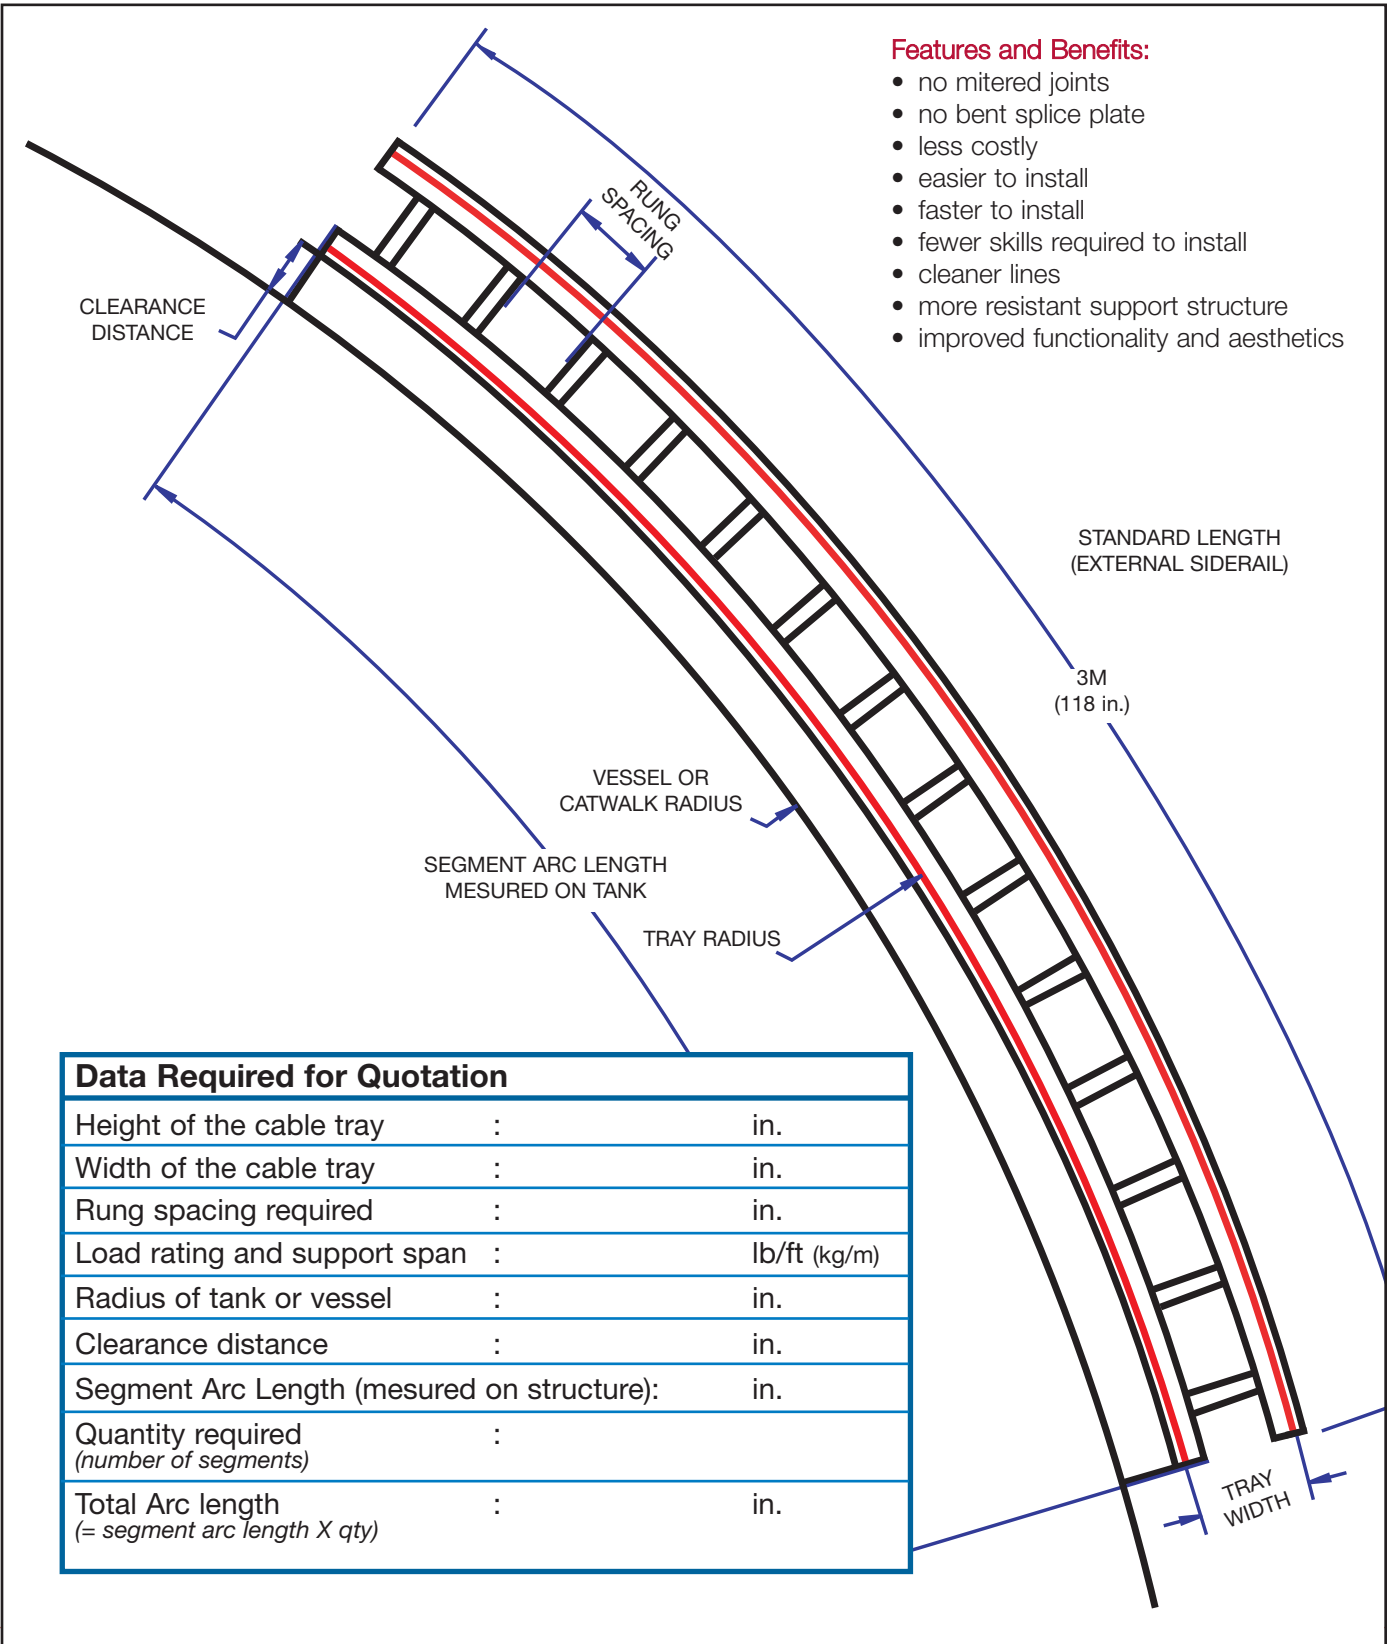 Features and Benefits:
• no mitered joints
• no bent splice plate
• less costly
• easier to install
• faster to install
• fewer skills required to install
• cleaner lines
• more resistant support structure
• improved functionality and aesthetics
RUNG
SPACING
CLEARANCE
DISTANCE
STANDARD LENGTH
(EXTERNAL SIDERAIL)
3M
(118 in.)
VESSEL OR
CATWALK RADIUS
SEGMENT ARC LENGTH
MESURED ON TANK
TRAY RADIUS
Data Required for Quotation
Height of the cable tray : in.
Width of the cable tray : in.
Rung spacing required : in.
Load rating and support span : lb/ft (kg/m)
Radius of tank or vessel : in.
Clearance distance : in.
Segment Arc Length (mesured on structure): in.
Quantity required :
(number of segments)
Total Arc length : in.
(= segment arc length X qty)
TRAY
WIDTH